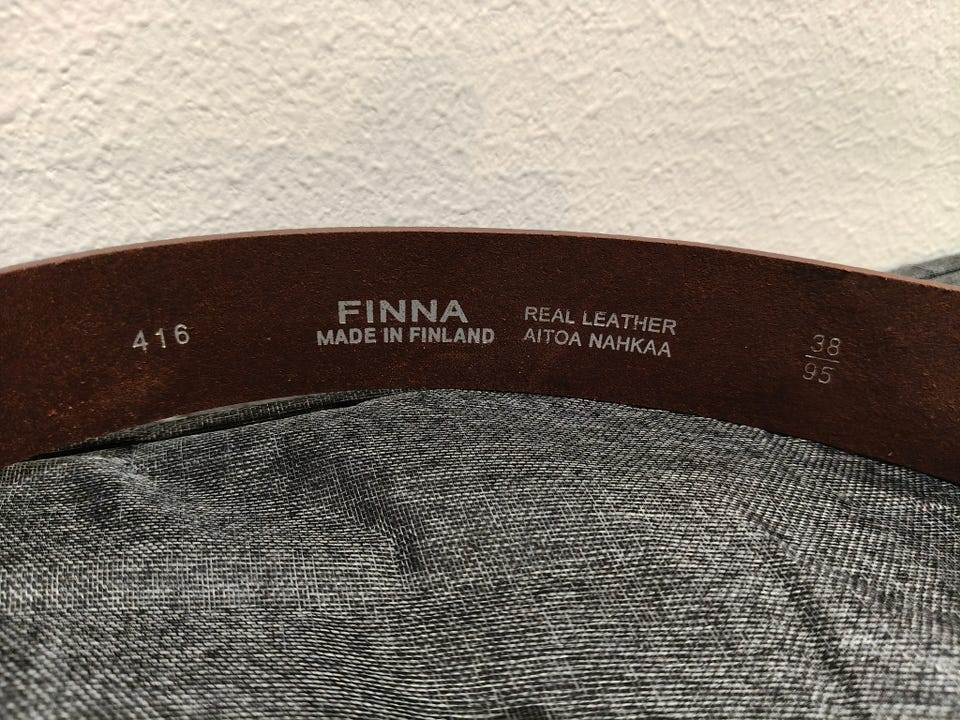 416
FINNA
MADE IN FINLAND
REAL LEATHER
AITOA NAHKAA
38
95